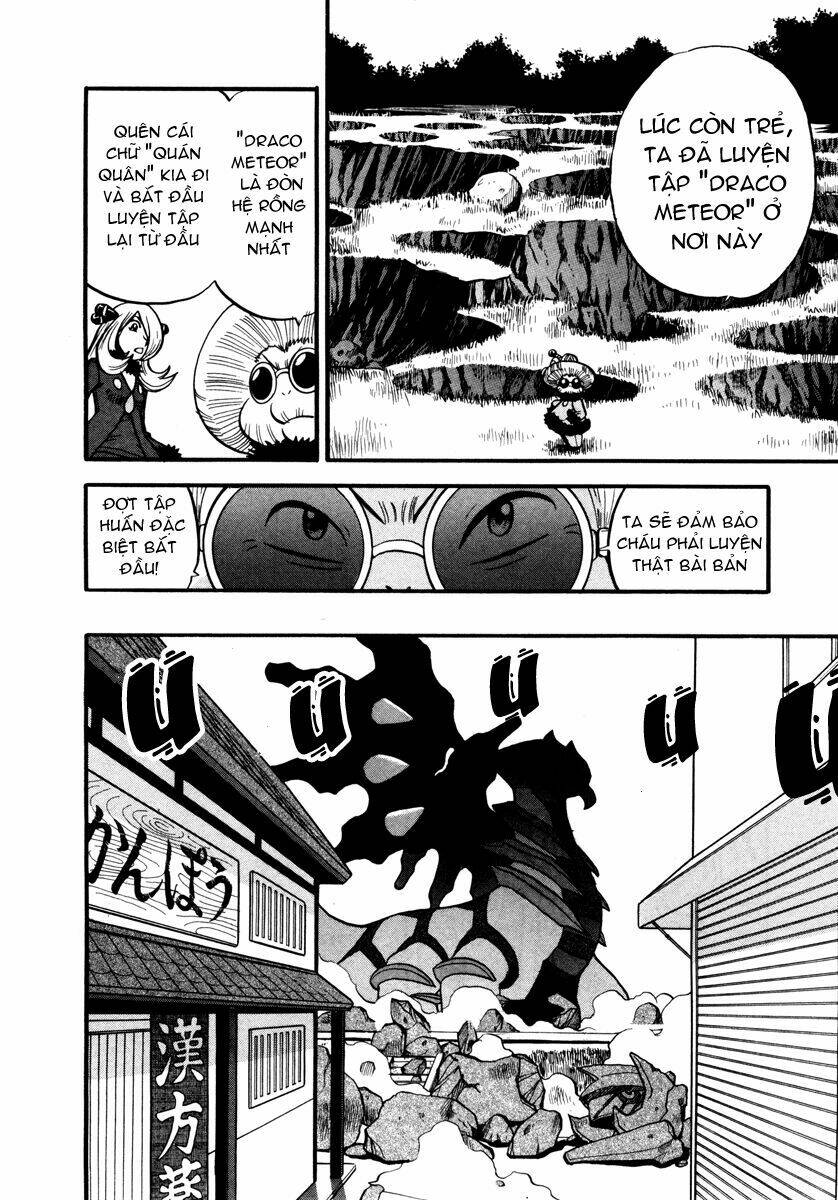 LÚC CÒN TRẺ,
TA ĐÃ LUYỆN
TẬP "DRACO
METEOR" Ở
NƠI NÀY
"DRACO
METEOR"
LÀ ĐÒN
HỆ RỒNG
MẠNH
NHẤT
QUÊN CÁI
CHỮ "QUÁN
QUÂN" KIA ĐI
VÀ BẮT ĐẦU
LUYỆN TẬP
LẠI TỪ ĐẦU
TA SẼ ĐẢM BẢO
CHÁU PHẢI LUYỆN
THẬT BÀI BẢN
ĐỢT TẬP
HUẤN ĐẶC
BIỆT BẮT
ĐẦU!
Ù
Ù
Ù
Ù
Ù
かんぽう
漢方薬